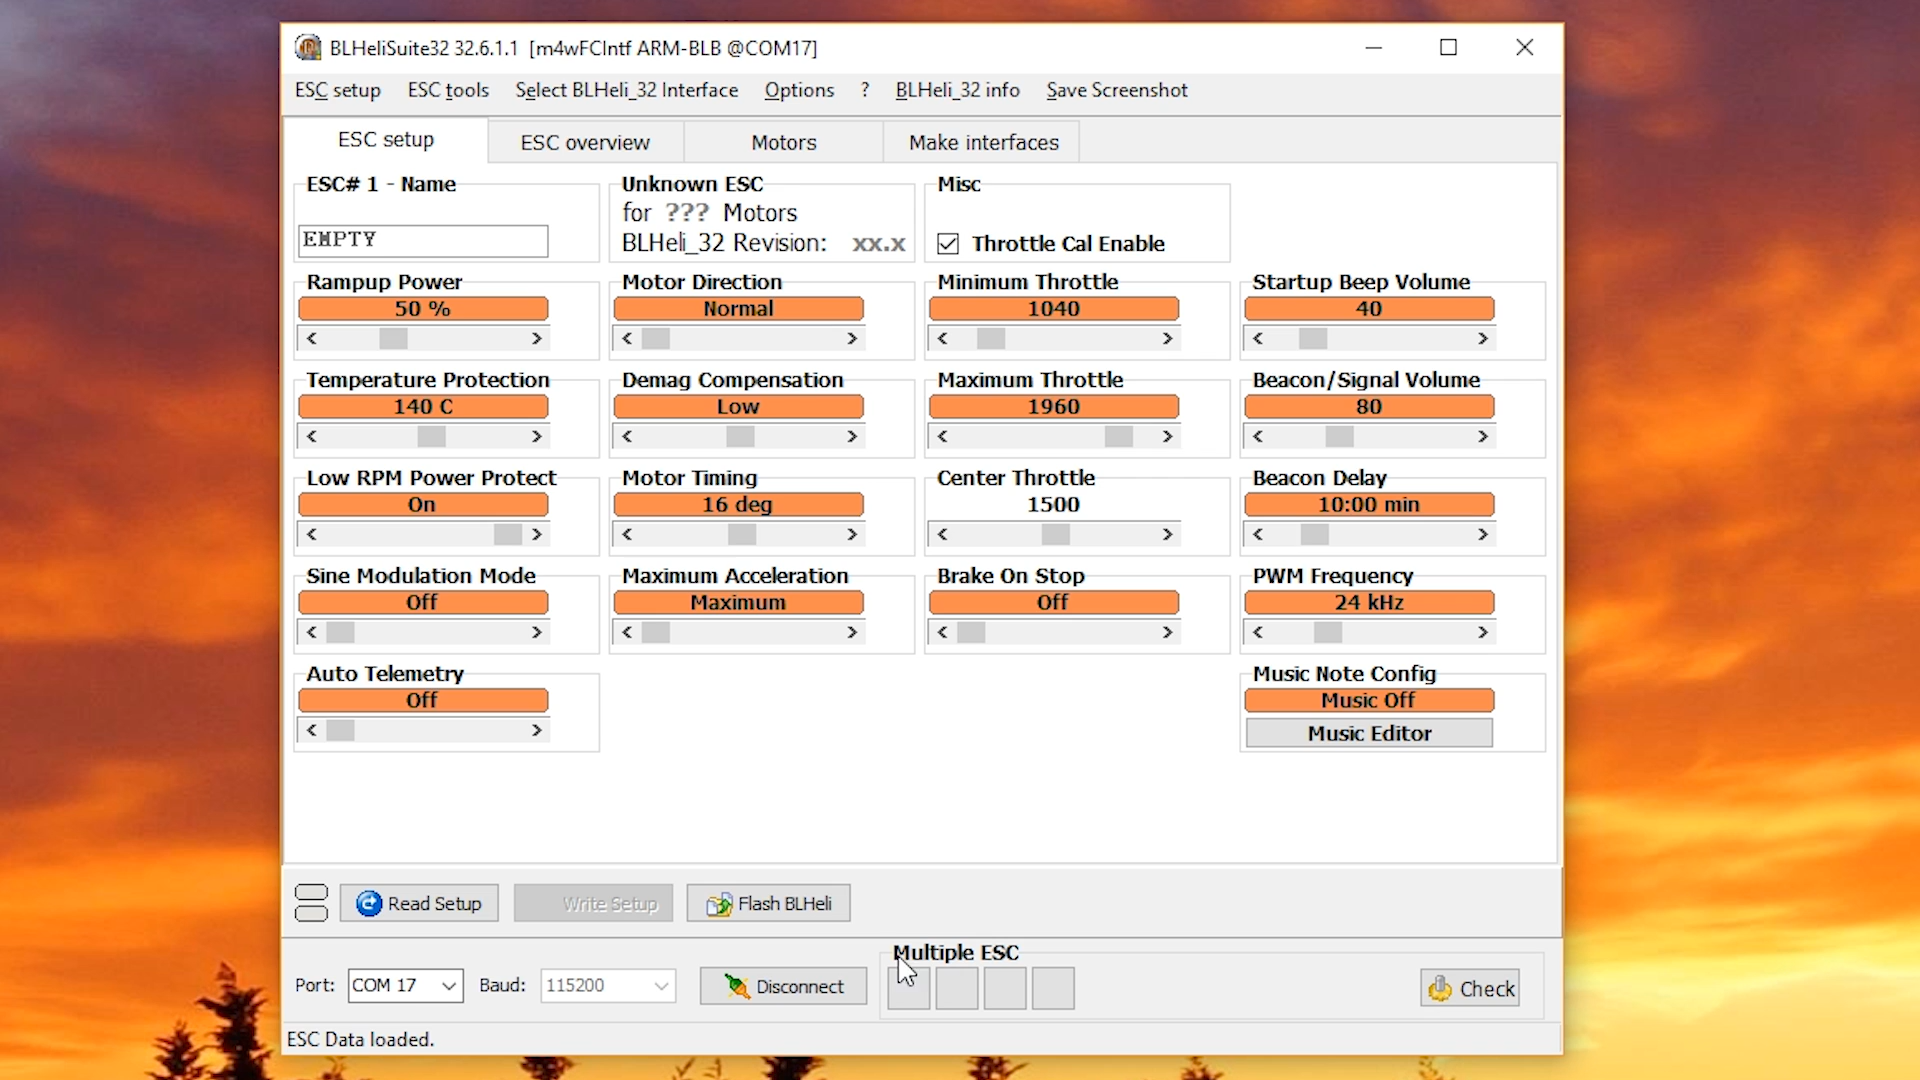 BLHeliSuite32 32.6.1.1 [m4wFCIntf ARM-BLB @COM17]
ESC setup ESC tools Select BLHeli_32 Interface Options ? BLHeli_32 info Save Screenshot
ESC setup ESC overview Motors Make interfaces
ESC# 1 - Name
EMPTY
Unknown ESC
for ??? Motors
BLHeli_32 Revision: xx.x
Misc
Throttle Cal Enable
Rampup Power
50 %
Motor Direction
Normal
Minimum Throttle
1040
Startup Beep Volume
40
Temperature Protection
140 C
Demag Compensation
Low
Maximum Throttle
1960
Beacon/Signal Volume
80
Low RPM Power Protect
On
Motor Timing
16 deg
Center Throttle
1500
Beacon Delay
10:00 min
Sine Modulation Mode
Off
Maximum Acceleration
Maximum
Brake On Stop
Off
PWM Frequency
24 kHz
Auto Telemetry
Off
Music Note Config
Music Off
Music Editor
Read Setup Write Setup Flash BLHeli
Port: COM 17 Baud: 115200 Disconnect
Multiple ESC
Check
ESC Data loaded.